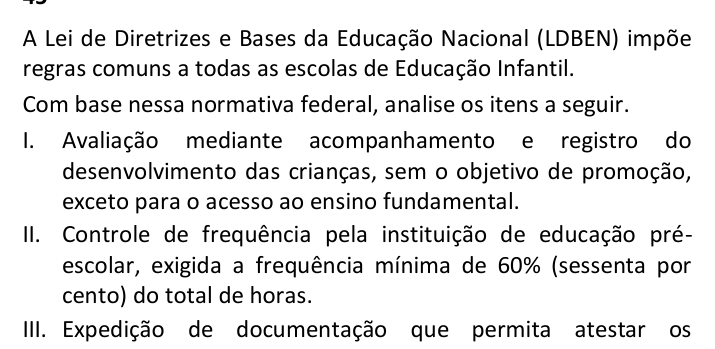 A Lei de Diretrizes e Bases da Educação Nacional (LDBEN) impõe
regras comuns a todas as escolas de Educação Infantil.
Com base nessa normativa federal, analise os itens a seguir.
I. Avaliação mediante acompanhamento e registro do
desenvolvimento das crianças, sem o objetivo de promoção,
exceto para o acesso ao ensino fundamental.
II. Controle de frequência pela instituição de educação pré-
escolar, exigida a frequência mínima de 60% (sessenta por
cento) do total de horas.
III. Expedição de documentação que permita atestar os